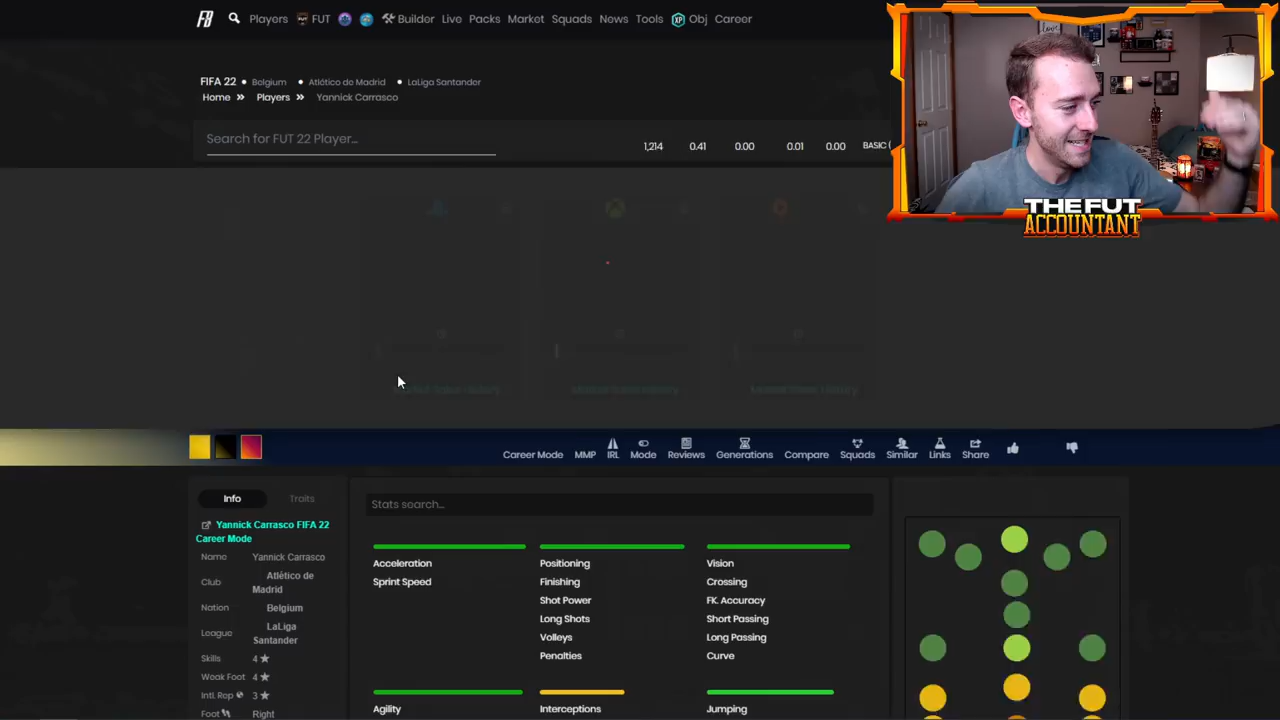 FB Players FUT Builder Live Packs Market Squads News Tools XP Obj Career
FIFA 22 • Belgium • Atlético de Madrid • LaLiga Santander
Home » Players » Yannick Carrasco
Search for FUT 22 Player...
1,214 0.41 0.00 0.01 0.00 BASIC (
THE FUT
ACCOUNTANT
Career Mode MMP IRL Mode Reviews Generations Compare Squads Similar Links Share
Info Traits
Stats search...
Yannick Carrasco FIFA 22
Career Mode
Name Yannick Carrasco
Club Atlético de
Madrid
Nation Belgium
League LaLiga
Santander
Skills 4★
Weak Foot 4★
Intl. Rep 3★
Foot Right
Acceleration Positioning Vision
Sprint Speed Finishing Crossing
Shot Power FK. Accuracy
Long Shots Short Passing
Volleys Long Passing
Penalties Curve
Agility Interceptions Jumping